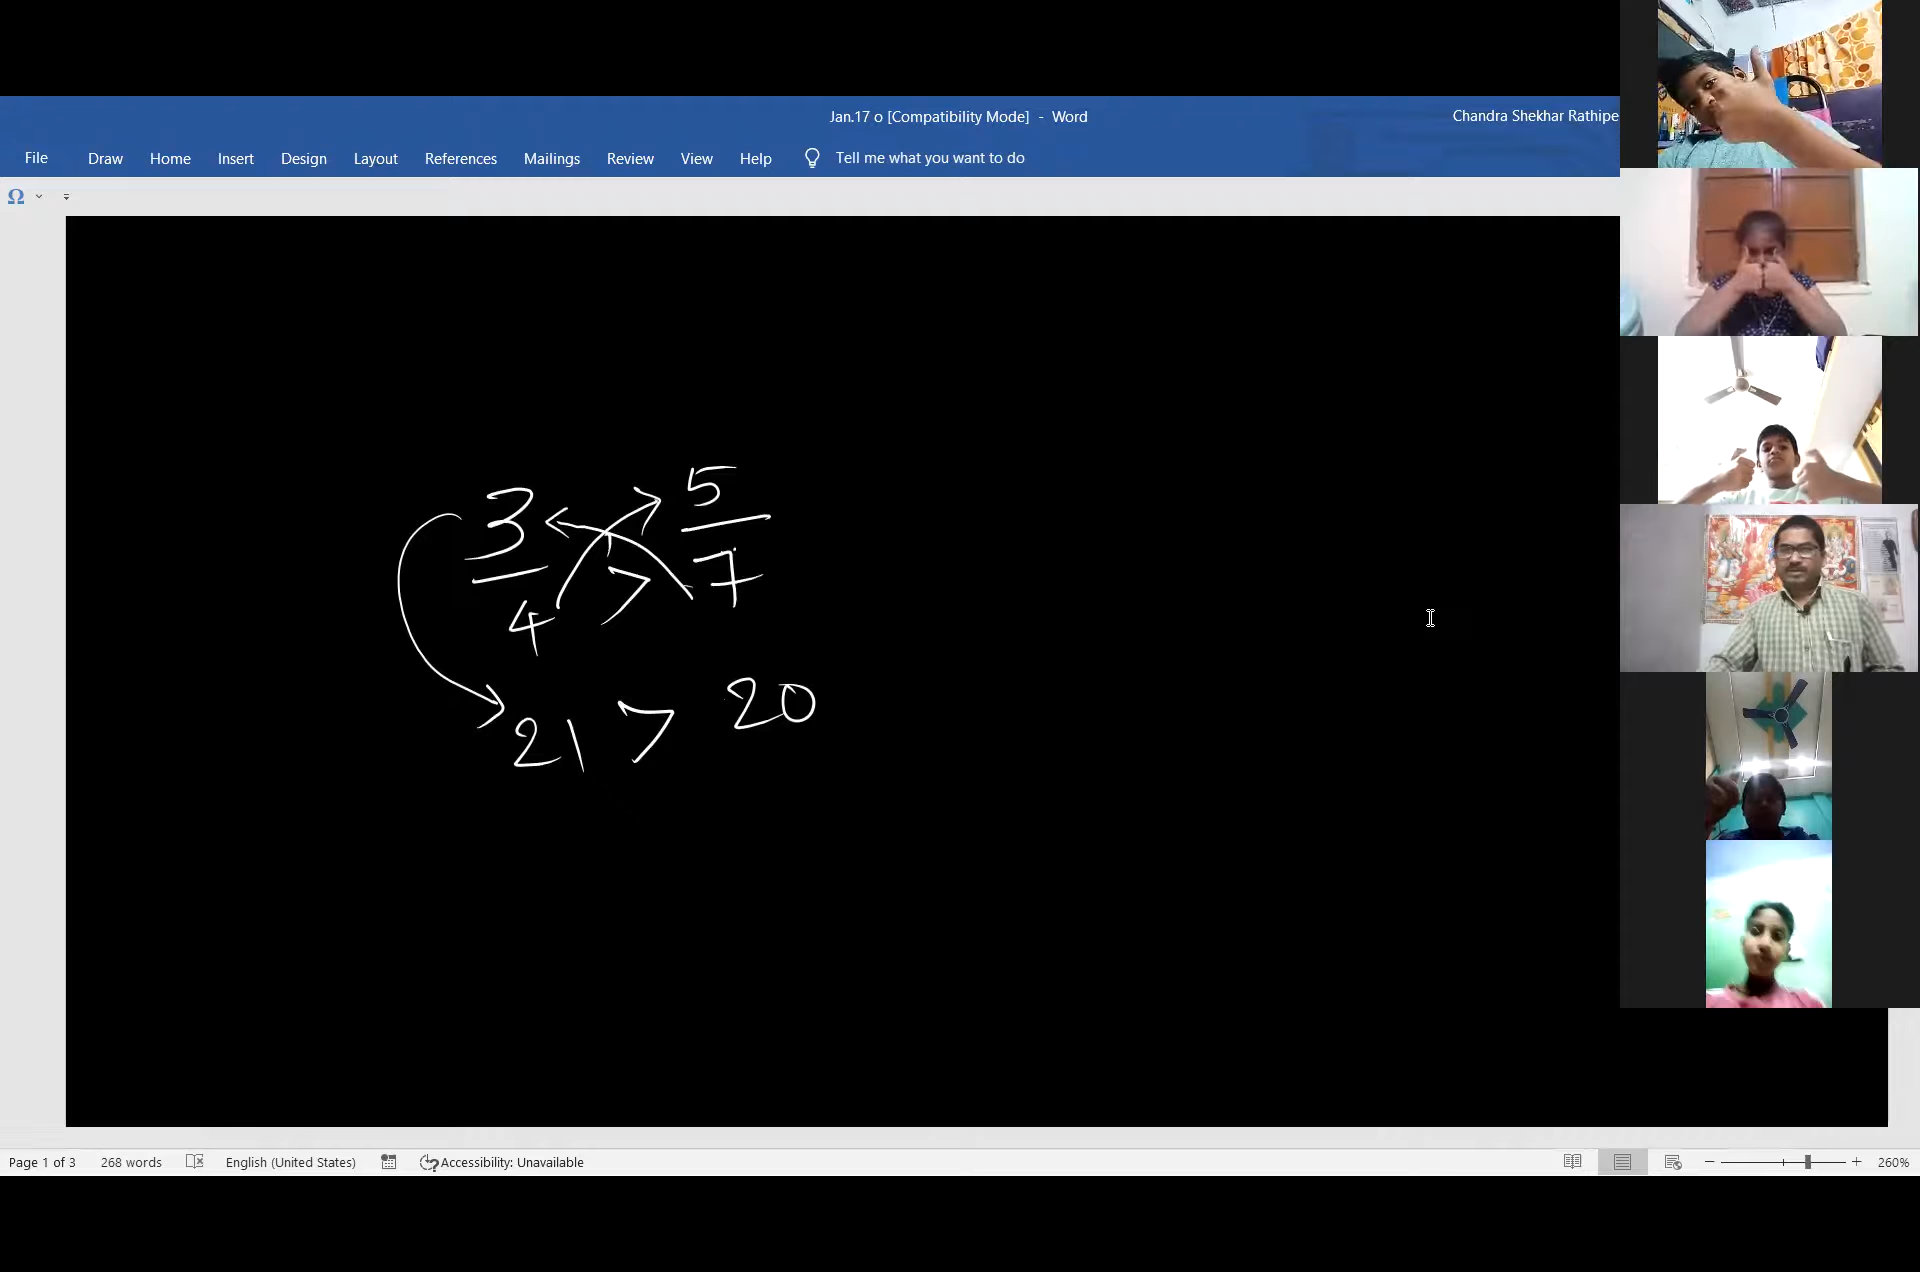 Jan.17 o [Compatibility Mode] - Word
Chandra Shekhar Rathipe
File Draw Home Insert Design Layout References Mailings Review View Help Tell me what you want to do
Ω
3 5
4 > 7
21 > 20
Page 1 of 3 268 words English (United States) Accessibility: Unavailable 260%